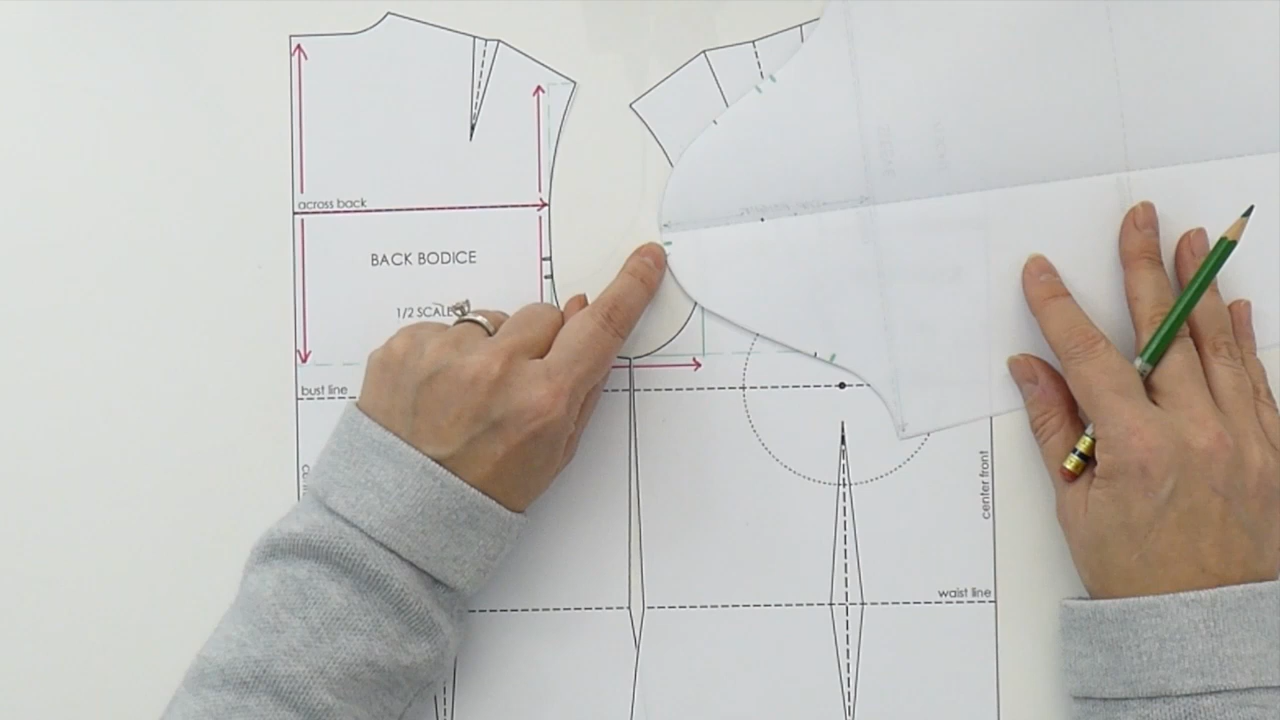 across back
BACK BODICE
1/2 SCALE
bust line
center front
waist line